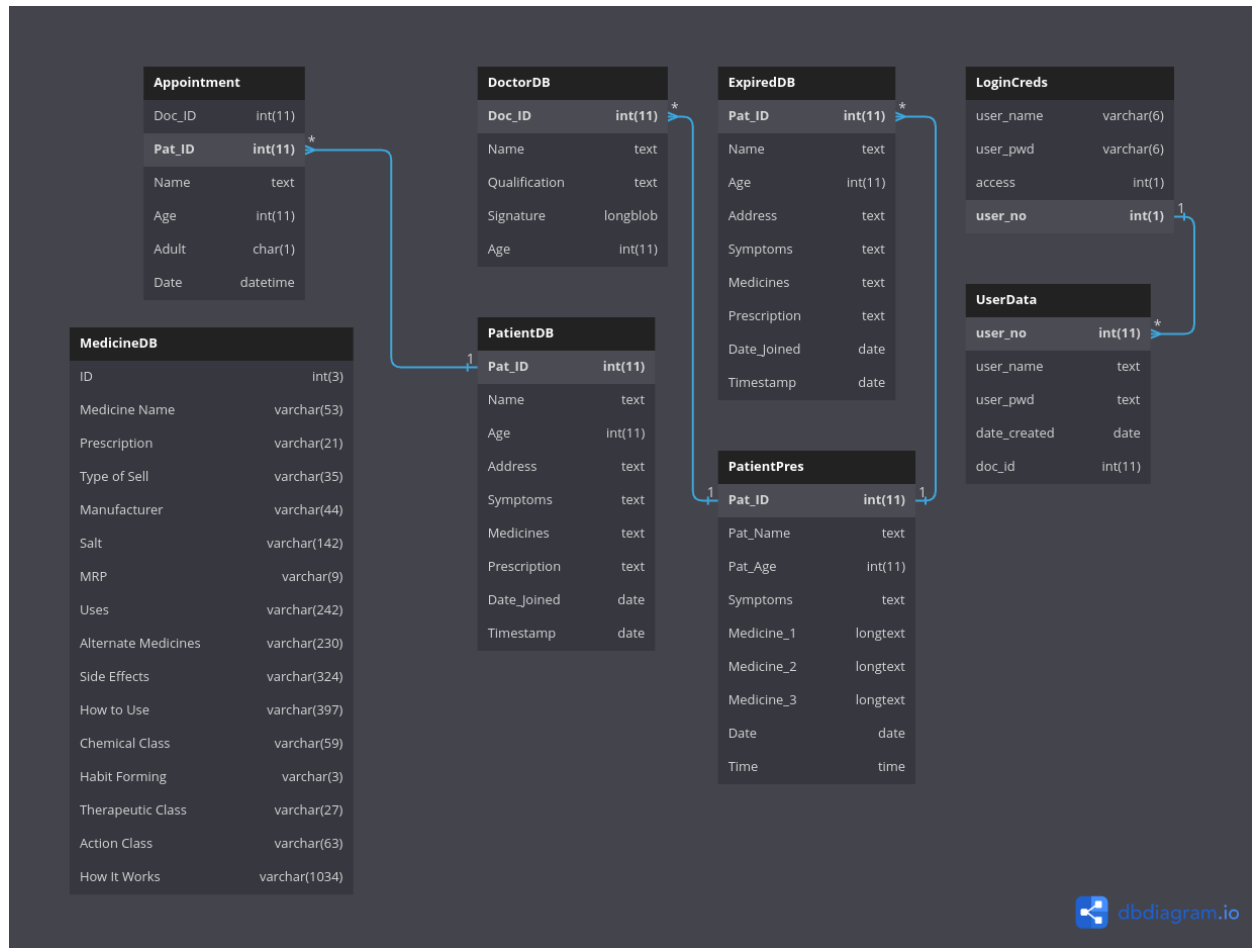 Appointment
Doc_ID int(11)
*
Pat_ID int(11)
Name text
Age int(11)
Adult char(1)
Date datetime
DoctorDB
*
Doc_ID int(11)
Name text
Qualification text
Signature longblob
Age int(11)
ExpiredDB
*
Pat_ID int(11)
Name text
Age int(11)
Address text
Symptoms text
Medicines text
Prescription text
Date_Joined date
Timestamp date
LoginCreds
user_name varchar(6)
user_pwd varchar(6)
access int(1)
1
user_no int(1)
UserData
*
user_no int(11)
user_name text
user_pwd text
date_created date
doc_id int(11)
MedicineDB
ID int(3)
Medicine Name varchar(53)
Prescription varchar(21)
Type of Sell varchar(35)
Manufacturer varchar(44)
Salt varchar(142)
MRP varchar(9)
Uses varchar(242)
Alternate Medicines varchar(230)
Side Effects varchar(324)
How to Use varchar(397)
Chemical Class varchar(59)
Habit Forming varchar(3)
Therapeutic Class varchar(27)
Action Class varchar(63)
How It Works varchar(1034)
PatientDB
1
Pat_ID int(11)
Name text
Age int(11)
Address text
Symptoms text
Medicines text
Prescription text
Date_Joined date
Timestamp date
PatientPres
1 1
Pat_ID int(11)
Pat_Name text
Pat_Age int(11)
Symptoms text
Medicine_1 longtext
Medicine_2 longtext
Medicine_3 longtext
Date date
Time time
dbdiagram.io